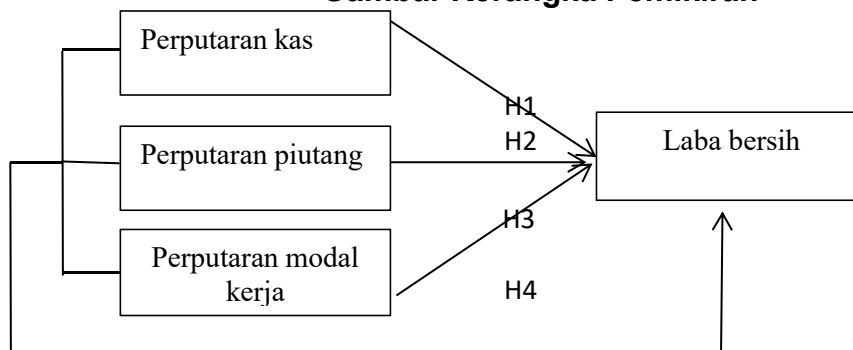 Gambar Kerangka Pemikiran
Perputaran kas
H1
H2
Perputaran piutang
Laba bersih
H3
Perputaran modal
kerja
H4